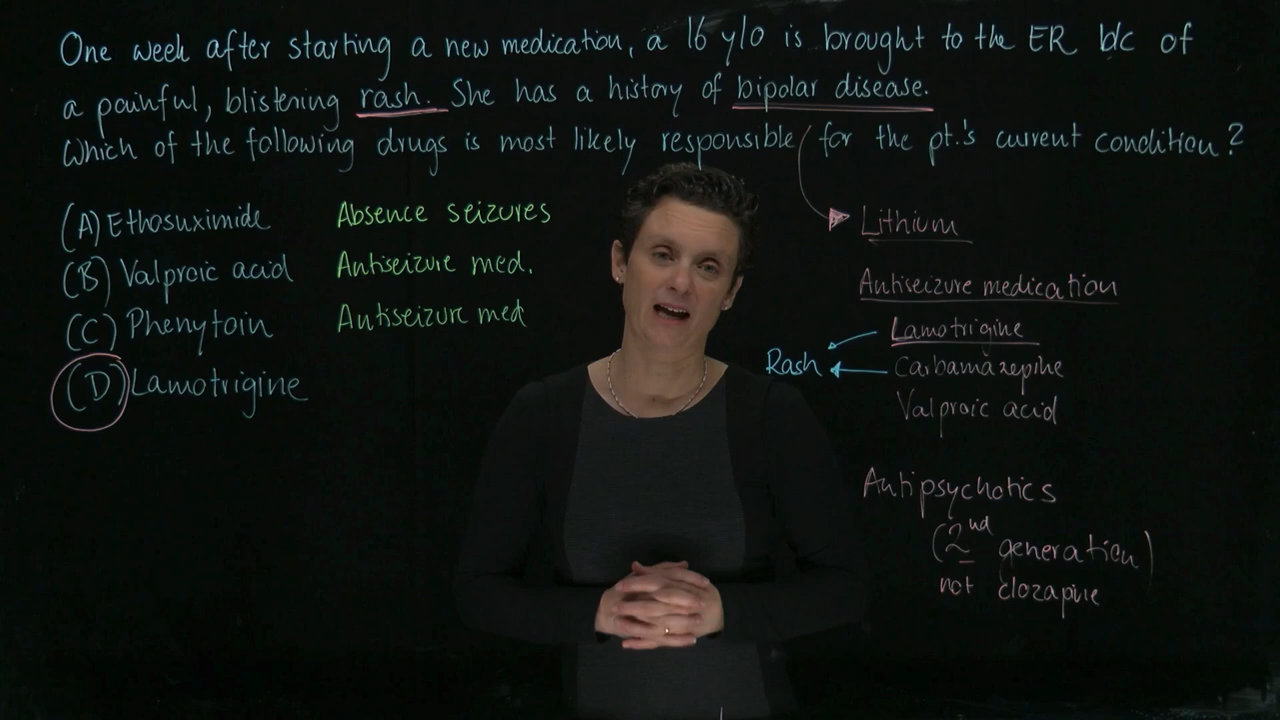 One week after starting a new medication, a 16 y/o is brought to the ER b/c of
a painful, blistening rash. She has a history of bipolar disease.
Which of the following drugs is most likely responsible for the pt.'s current condition?
(A) Ethosuximide Absence seizures
(B) Valproic acid Antiseizure med.
(C) Phenytoin Antiseizure med
(D) Lamotrigine
Lithium
Antiseizure medication
Lamotrigine
Rash Carbamazepine
Valproic acid
Antipsychotics
(2nd generation)
not clozapine